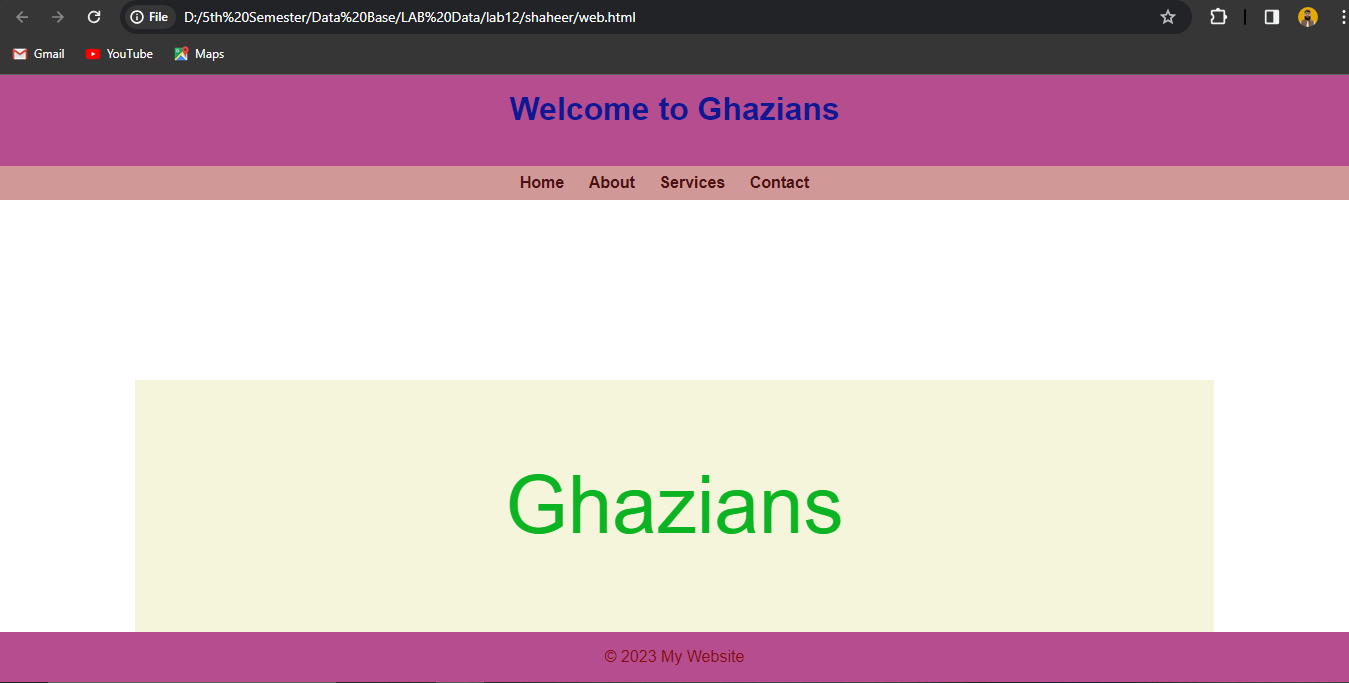 File D:/5th%20Semester/Data%20Base/LAB%20Data/lab12/shaheer/web.html
Gmail YouTube Maps
Welcome to Ghazians
Home About Services Contact
Ghazians
© 2023 My Website